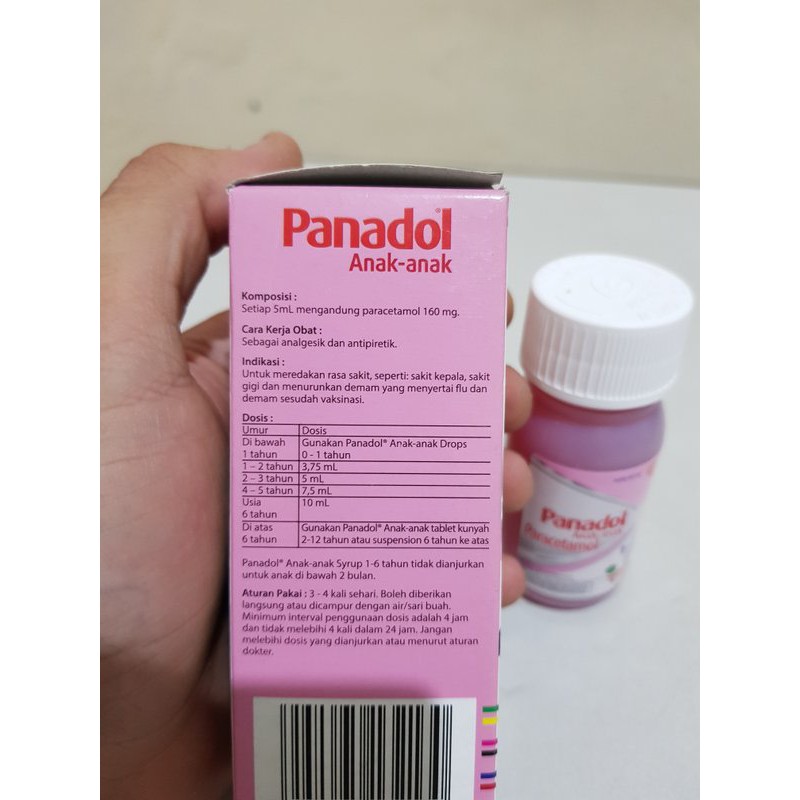 Panadol®
Anak-anak
Komposisi :
Setiap 5mL mengandung paracetamol 160 mg.
Cara Kerja Obat :
Sebagai analgesik dan antipiretik.
Indikasi :
Untuk meredakan rasa sakit, seperti: sakit kepala, sakit
gigi dan menurunkan demam yang menyertai flu dan
demam sesudah vaksinasi.
Dosis :
Umur Dosis
Di bawah Gunakan Panadol® Anak-anak Drops
1 tahun 0 - 1 tahun
1 – 2 tahun 3,75 mL
2 – 3 tahun 5 mL
4 – 5 tahun 7,5 mL
Usia 10 mL
6 tahun
Di atas Gunakan Panadol® Anak-anak tablet kunyah
6 tahun 2-12 tahun atau suspension 6 tahun ke atas
Panadol® Anak-anak Syrup 1-6 tahun tidak dianjurkan
untuk anak di bawah 2 bulan.
Aturan Pakai : 3 - 4 kali sehari. Boleh diberikan
langsung atau dicampur dengan air/sari buah.
Minimum interval penggunaan dosis adalah 4 jam
dan tidak melebihi 4 kali dalam 24 jam. Jangan
melebihi dosis yang dianjurkan atau menurut aturan
dokter.
Panadol
Anak-anak
Paracetamol